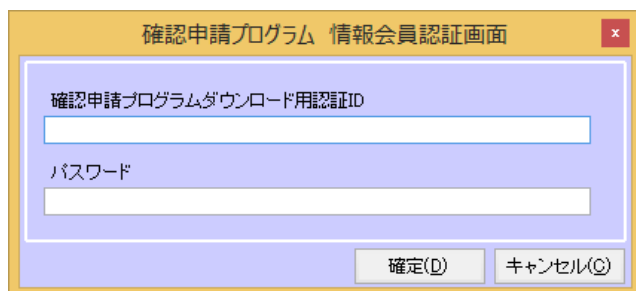 確認申請プログラム 情報会員認証画面
x
確認申請プログラムダウンロード用認証ID
パスワード
確定(D) キャンセル(C)